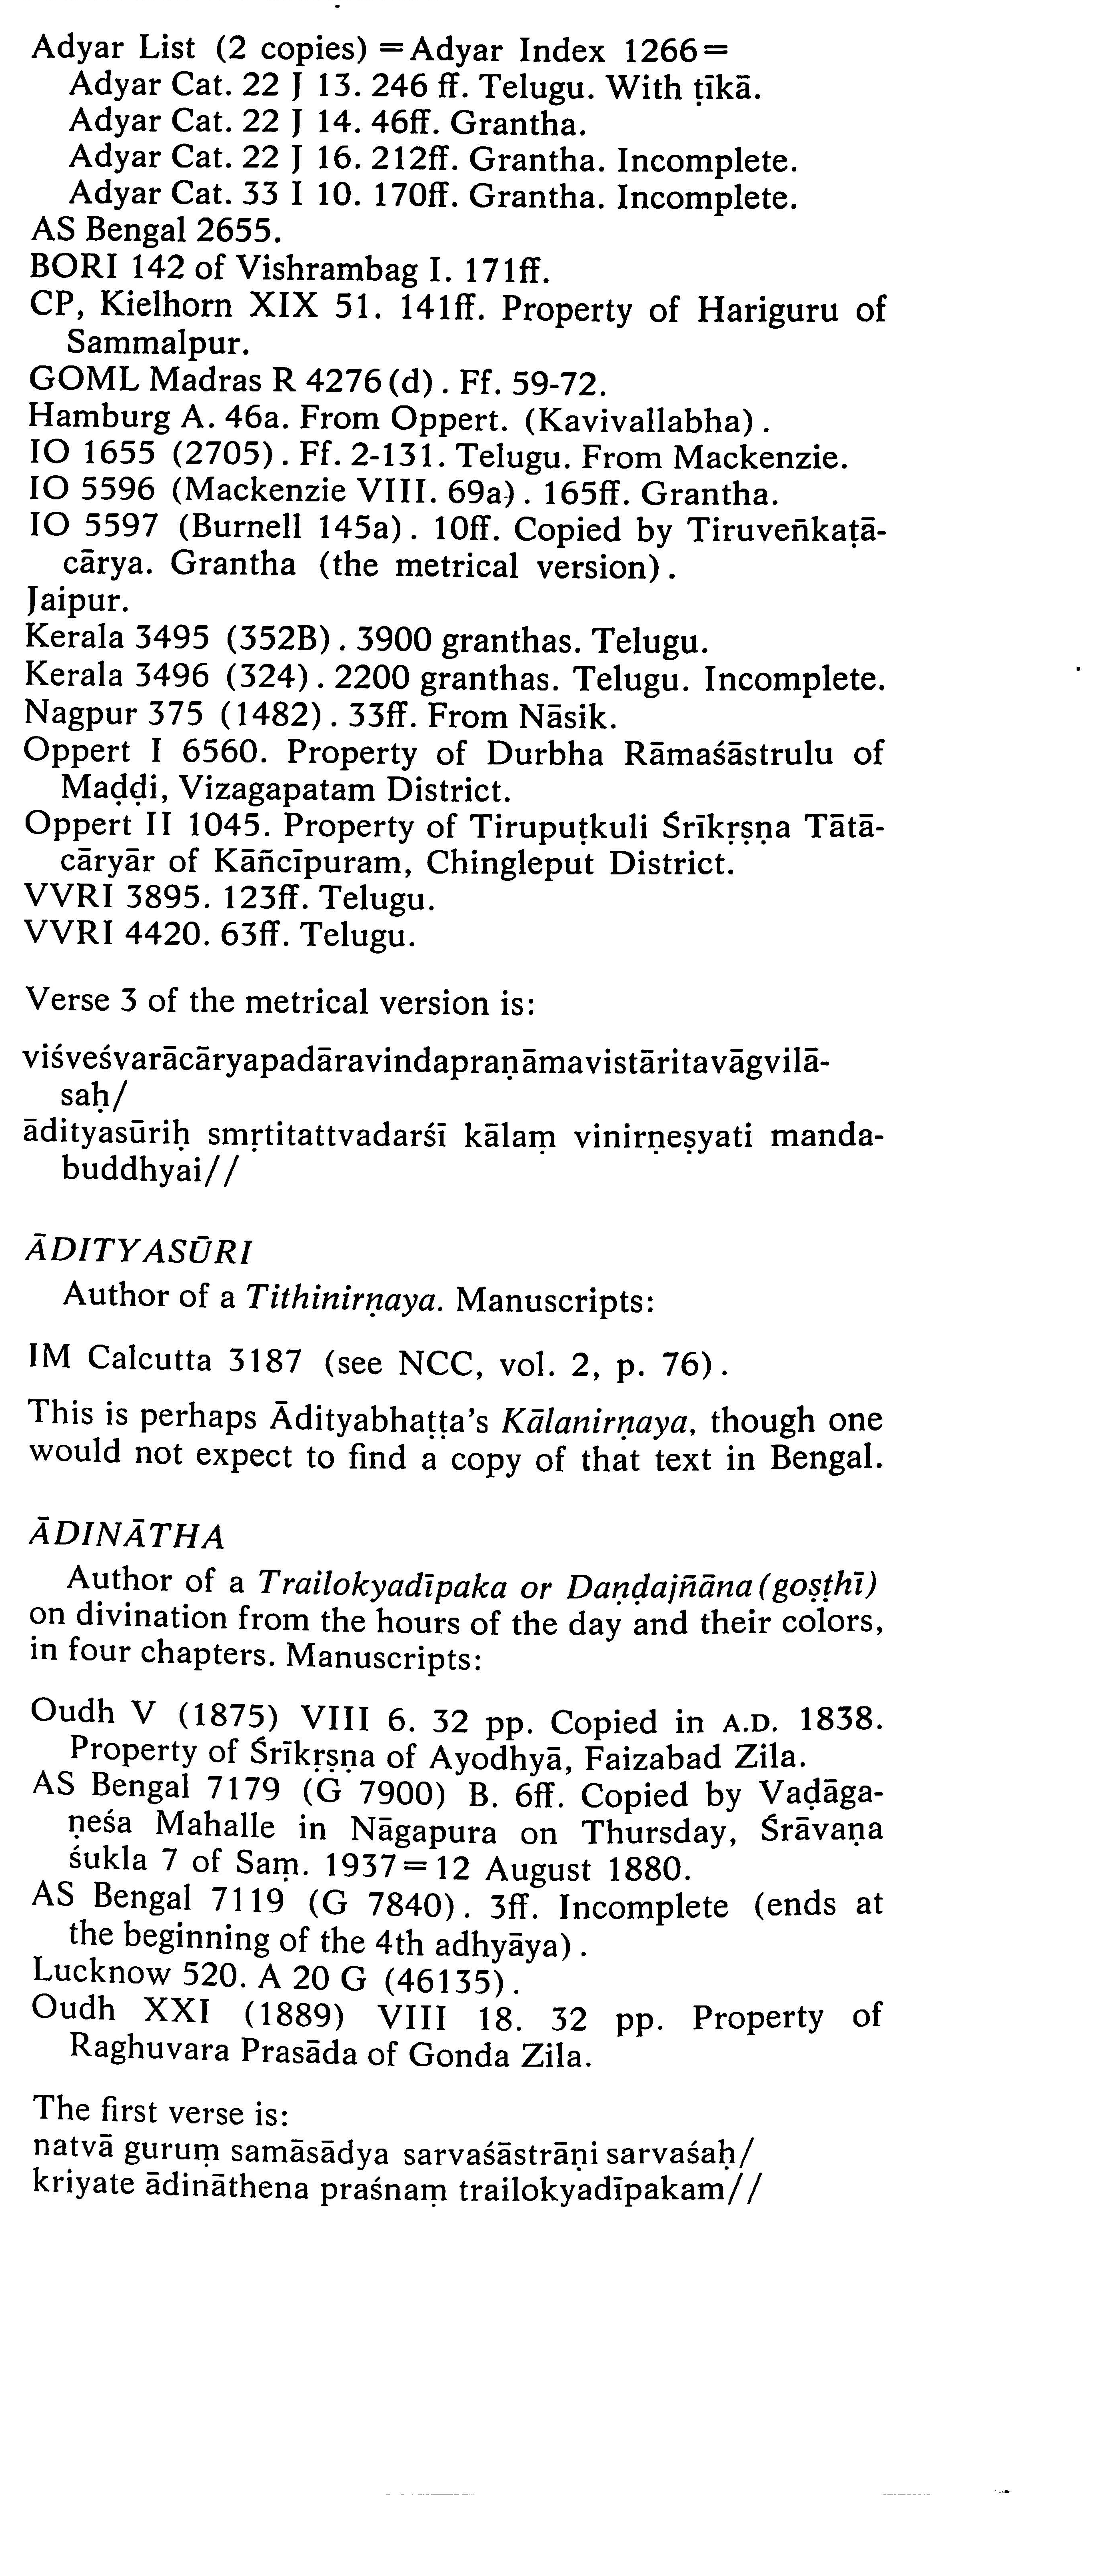 Adyar List (2 copies) = Adyar Index 1266 =
Adyar Cat. 22 J 13. 246 ff. Telugu. With ṭīkā.
Adyar Cat. 22 J 14. 46ff. Grantha.
Adyar Cat. 22 J 16. 212ff. Grantha. Incomplete.
Adyar Cat. 33 I 10. 170ff. Grantha. Incomplete.
AS Bengal 2655.
BORI 142 of Vishrambag I. 171ff.
CP, Kielhorn XIX 51. 141ff. Property of Hariguru of
Sammalpur.
GOML Madras R 4276(d). Ff. 59-72.
Hamburg A. 46a. From Oppert. (Kavivallabha).
IO 1655 (2705). Ff. 2-131. Telugu. From Mackenzie.
IO 5596 (Mackenzie VIII. 69a). 165ff. Grantha.
IO 5597 (Burnell 145a). 10ff. Copied by Tiruveñkaṭā-
cārya. Grantha (the metrical version).
Jaipur.
Kerala 3495 (352B). 3900 granthas. Telugu.
Kerala 3496 (324). 2200 granthas. Telugu. Incomplete.
Nagpur 375 (1482). 33ff. From Nāsik.
Oppert I 6560. Property of Durbha Rāmaśāstrulu of
Maḍḍi, Vizagapatam District.
Oppert II 1045. Property of Tirupuṭkuli Śrīkṛṣṇa Tātā-
cāryār of Kāñcīpuram, Chingleput District.
VVRI 3895. 123ff. Telugu.
VVRI 4420. 63ff. Telugu.
Verse 3 of the metrical version is:
viśveśvarācāryapadāravindapraṇāmavistāritavāgvilā-
saḥ/
ādityasūriḥ smṛtitattvadarśī kālaṃ vinirṇeṣyati manda-
buddhyai//
ĀDITYASŪRI
Author of a Tithinirṇaya. Manuscripts:
IM Calcutta 3187 (see NCC, vol. 2, p. 76).
This is perhaps Ādityabhaṭṭa's Kālanirṇaya, though one
would not expect to find a copy of that text in Bengal.
ĀDINĀTHA
Author of a Trailokyadīpaka or Daṇḍajñāna(goṣṭhī)
on divination from the hours of the day and their colors,
in four chapters. Manuscripts:
Oudh V (1875) VIII 6. 32 pp. Copied in A.D. 1838.
Property of Śrīkṛṣṇa of Ayodhyā, Faizabad Zila.
AS Bengal 7179 (G 7900) B. 6ff. Copied by Vaḍāga-
ṇeśa Mahalle in Nāgapura on Thursday, Śrāvaṇa
śukla 7 of Saṃ. 1937 = 12 August 1880.
AS Bengal 7119 (G 7840). 3ff. Incomplete (ends at
the beginning of the 4th adhyāya).
Lucknow 520. A 20 G (46135).
Oudh XXI (1889) VIII 18. 32 pp. Property of
Raghuvara Prasāda of Gonda Zila.
The first verse is:
natvā guruṃ samāsādya sarvaśāstrāṇi sarvaśaḥ/
kriyate ādināthena praśnaṃ trailokyadīpakam//